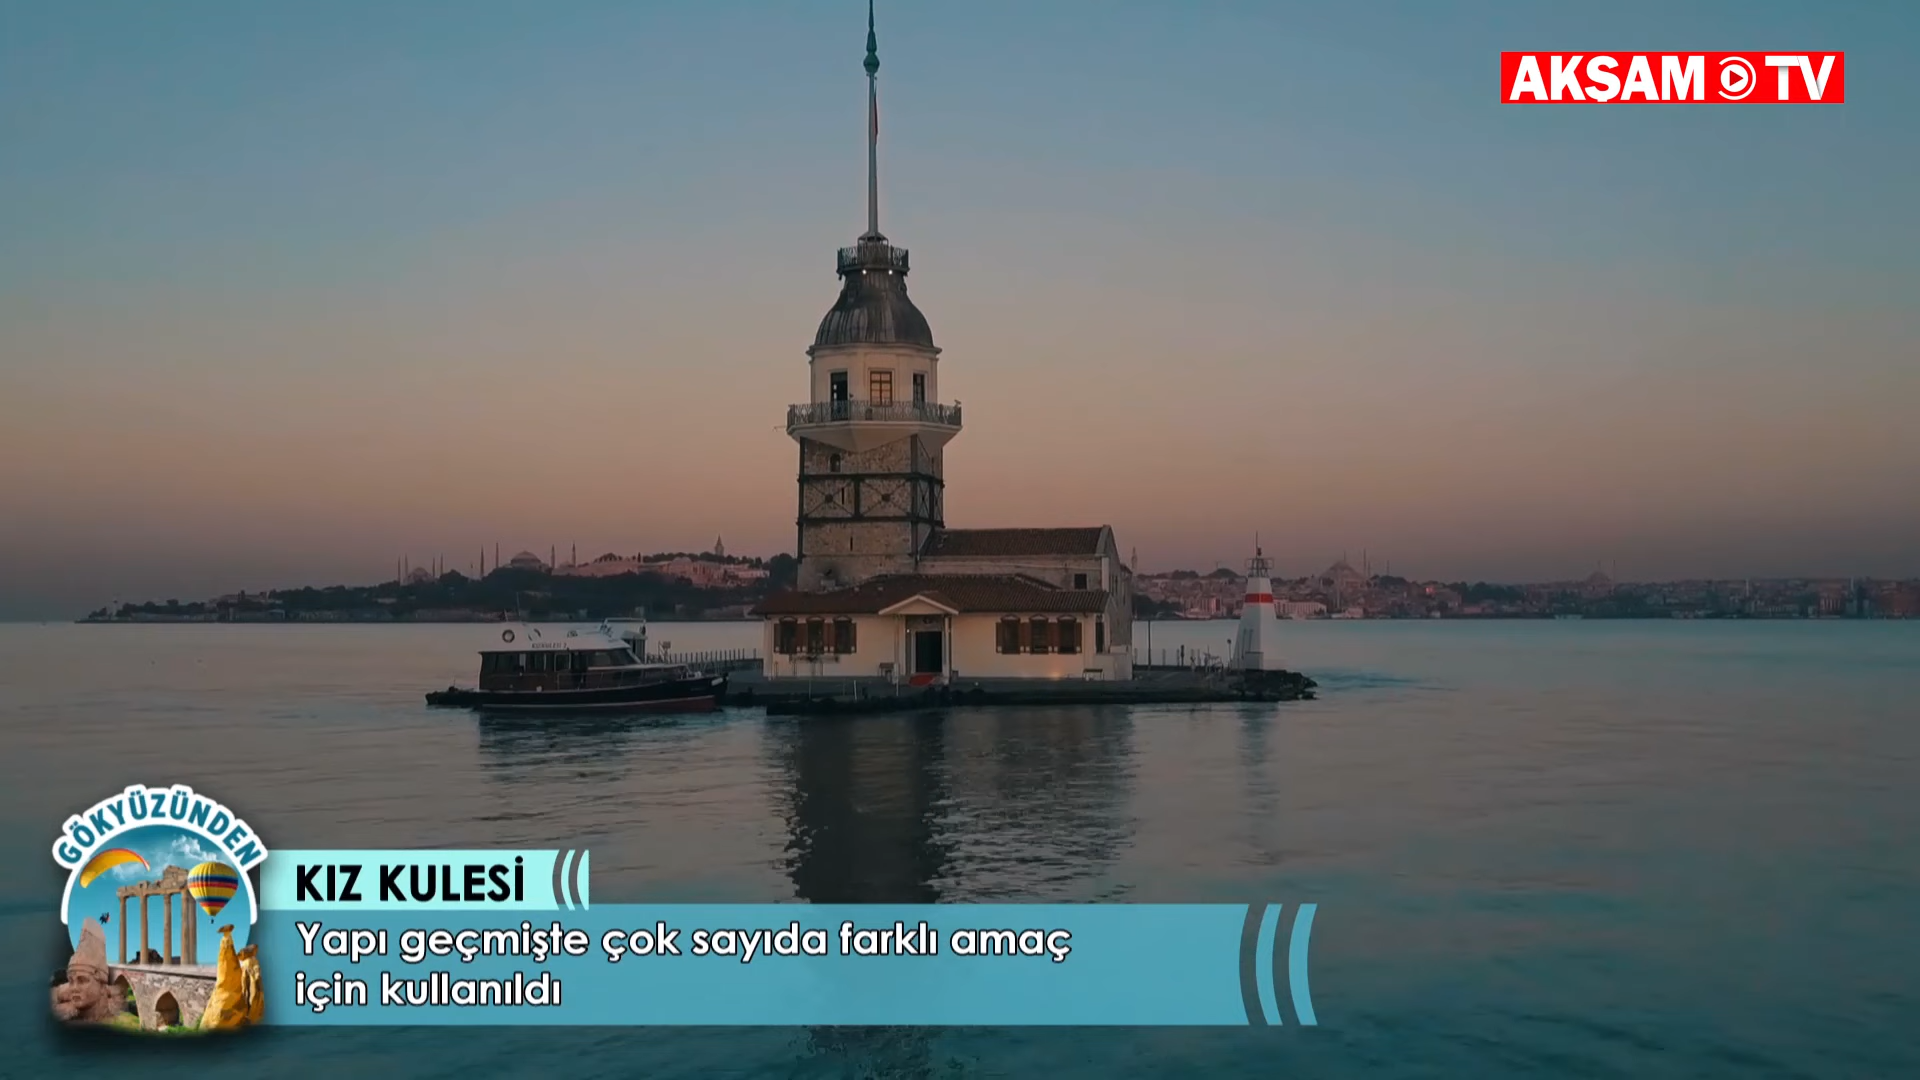 AKŞAM TV
GÖKYÜZÜNDEN
KIZ KULESİ
Yapı geçmişte çok sayıda farklı amaç
için kullanıldı